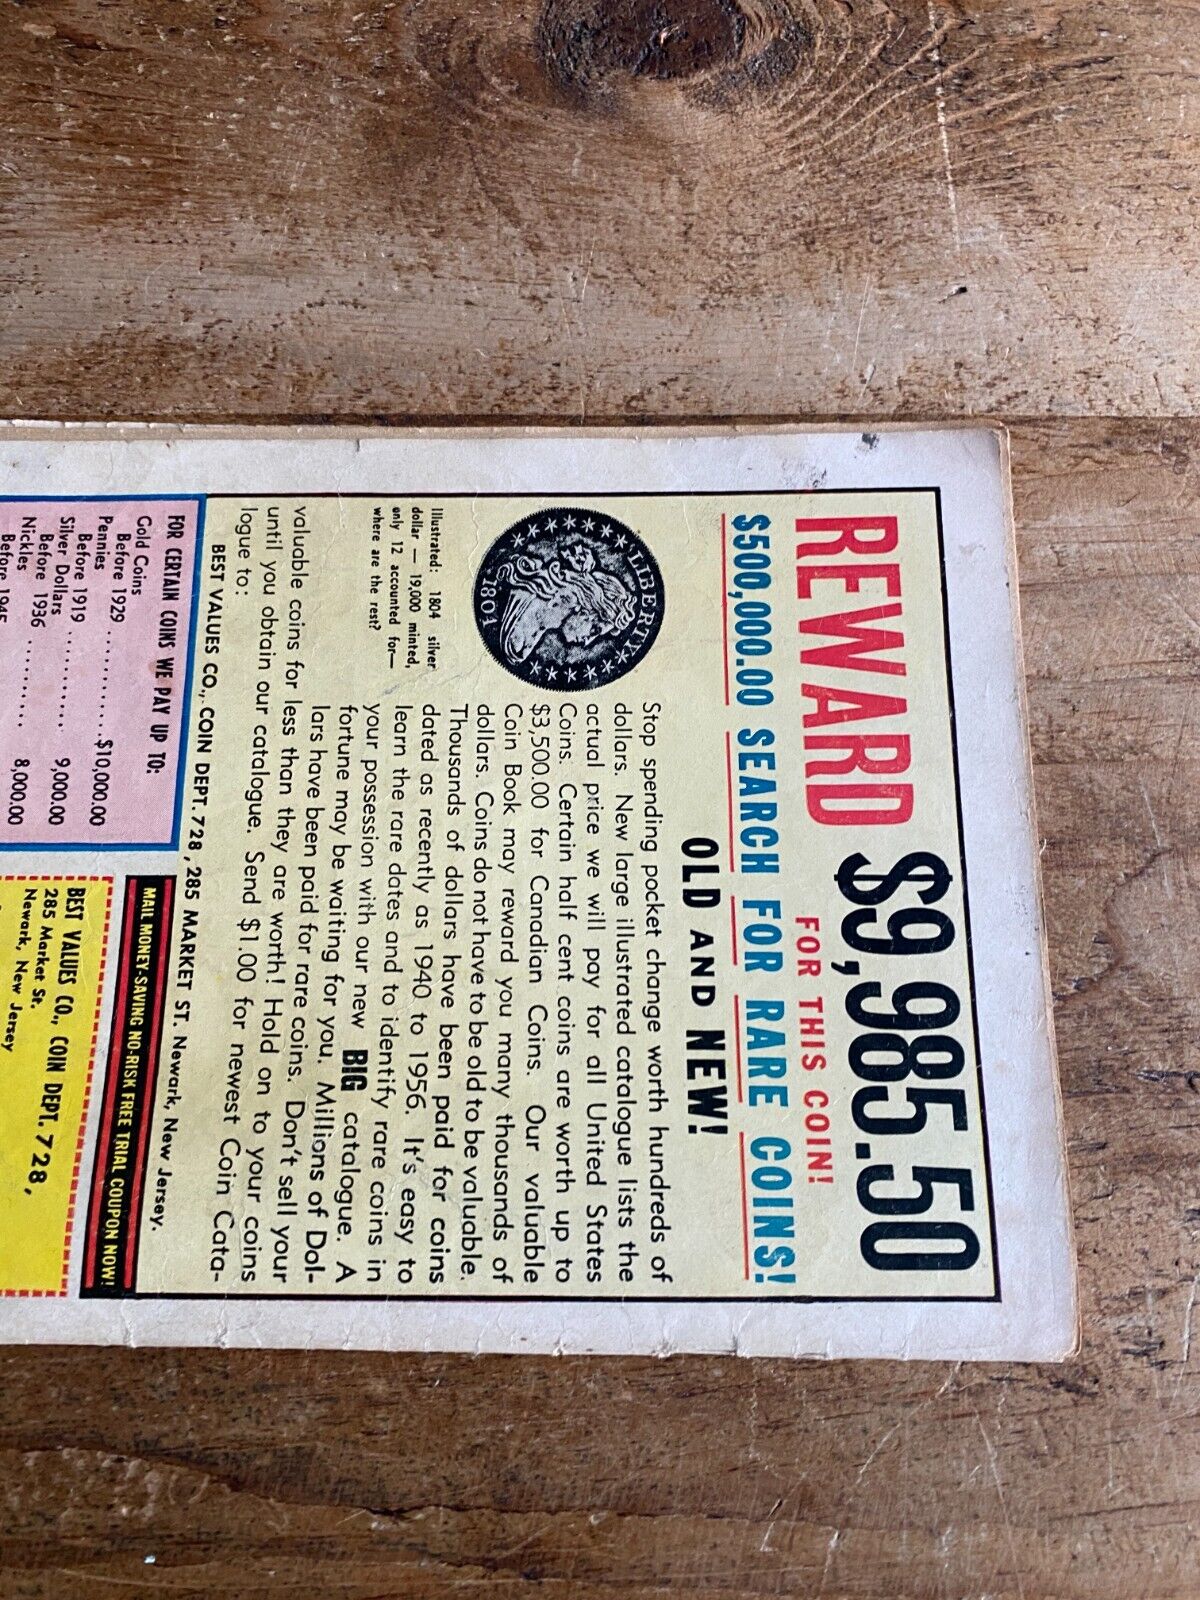 REWARD $9,985.50
FOR THIS COIN!
$500,000.00 SEARCH FOR RARE COINS!
OLD AND NEW!
LIBERTY
1804
Illustrated: 1804 silver
dollar — 19,000 minted,
only 12 accounted for—
where are the rest?
Stop spending pocket change worth hundreds of
dollars. New large illustrated catalogue lists the
actual price we will pay for all United States
Coins. Certain half cent coins are worth up to
$3,500.00 for Canadian Coins. Our valuable
Coin Book may reward you many thousands of
dollars. Coins do not have to be old to be valuable.
Thousands of dollars have been paid for coins
dated as recently as 1940 to 1956. It's easy to
learn the rare dates and to identify rare coins in
your possession with our new BIG catalogue. A
fortune may be waiting for you. Millions of Dol-
lars have been paid for rare coins. Don't sell your
valuable coins for less than they are worth! Hold on to your coins
until you obtain our catalogue. Send $1.00 for newest Coin Cata-
logue to:
BEST VALUES CO., COIN DEPT. 728, 285 MARKET ST. Newark, New Jersey.
FOR CERTAIN COINS WE PAY UP TO:
Gold Coins
Before 1929 ..........$10,000.00
Pennies
Before 1919 .......... 9,000.00
Silver Dollars
Before 1936 .......... 8,000.00
Nickles
Before 1945
MAIL MONEY-SAVING NO-RISK FREE TRIAL COUPON NOW!
BEST VALUES CO., COIN DEPT. 728,
285 Market St.
Newark, New Jersey